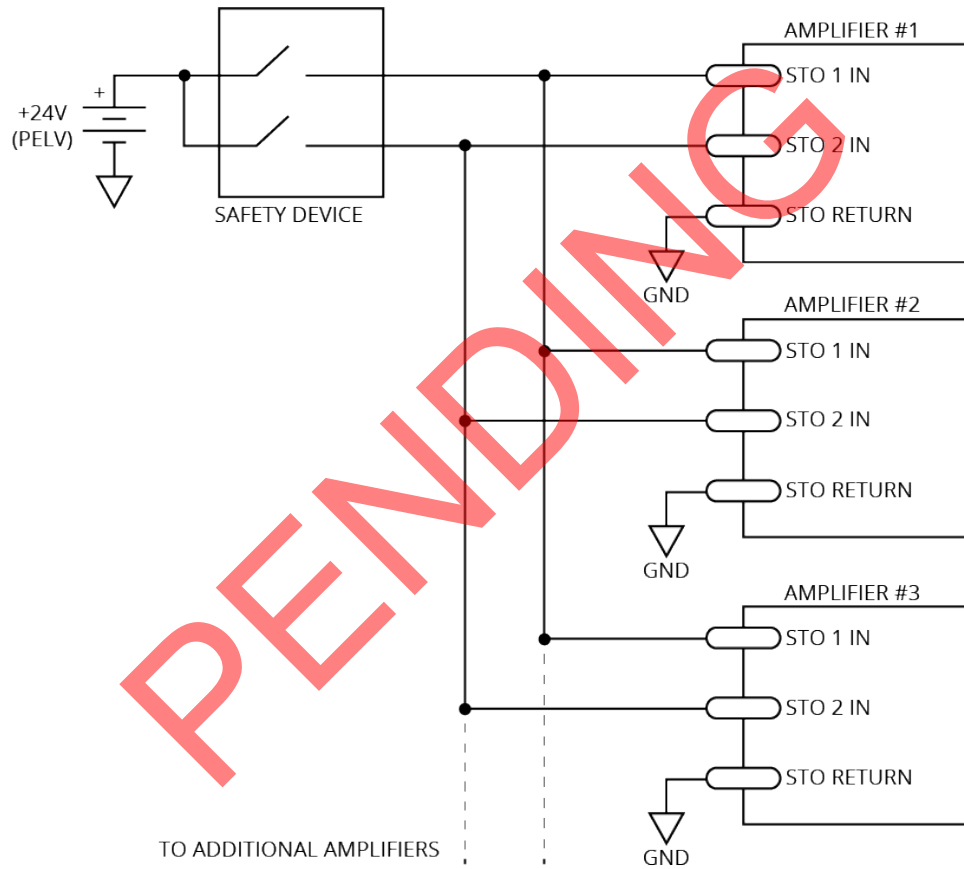 AMPLIFIER #1
+
+24V
(PELV)
SAFETY DEVICE
STO 1 IN
STO 2 IN
STO RETURN
GND
AMPLIFIER #2
STO 1 IN
STO 2 IN
STO RETURN
GND
AMPLIFIER #3
STO 1 IN
STO 2 IN
STO RETURN
GND
TO ADDITIONAL AMPLIFIERS
PENDING